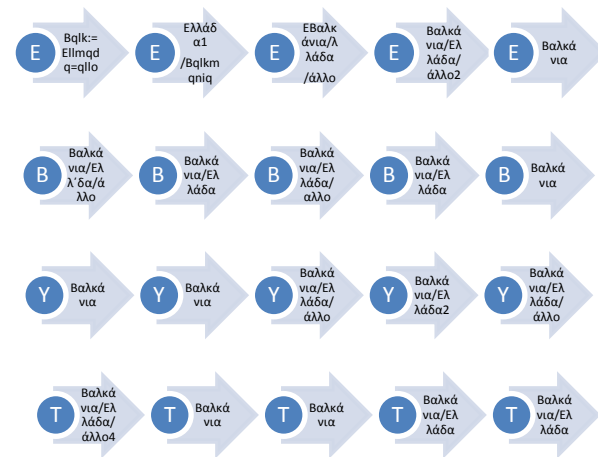 E
Bqlk:=
Ellmqd
q=qllo
E
Ελλάδ
α1
/Bqlkm
qniq
E
ΕΒαλκ
άνια/λ
λάδα
/άλλο
E
Βαλκά
νια/Ελ
λάδα/
άλλο2
E
Βαλκά
νια
B
Βαλκά
νια/Ελ
λ΄δα/ά
λλο
B
Βαλκά
νια/Ελ
λάδα
B
Βαλκά
νια/Ελ
λάδα/
αλλο
B
Βαλκά
νια/Ελ
λάδα
B
Βαλκά
νια
Y
Βαλκά
νια
Y
Βαλκά
νια
Y
Βαλκά
νια/Ελ
λάδα/
άλλο
Y
Βαλκά
νια/Ελ
λάδα2
Y
Βαλκά
νια/Ελ
λάδα/
άλλο
T
Βαλκά
νια/Ελ
λάδα/
άλλο4
T
Βαλκά
νια
T
Βαλκά
νια
T
Βαλκά
νια/Ελ
λάδα
T
Βαλκά
νια/Ελ
λάδα